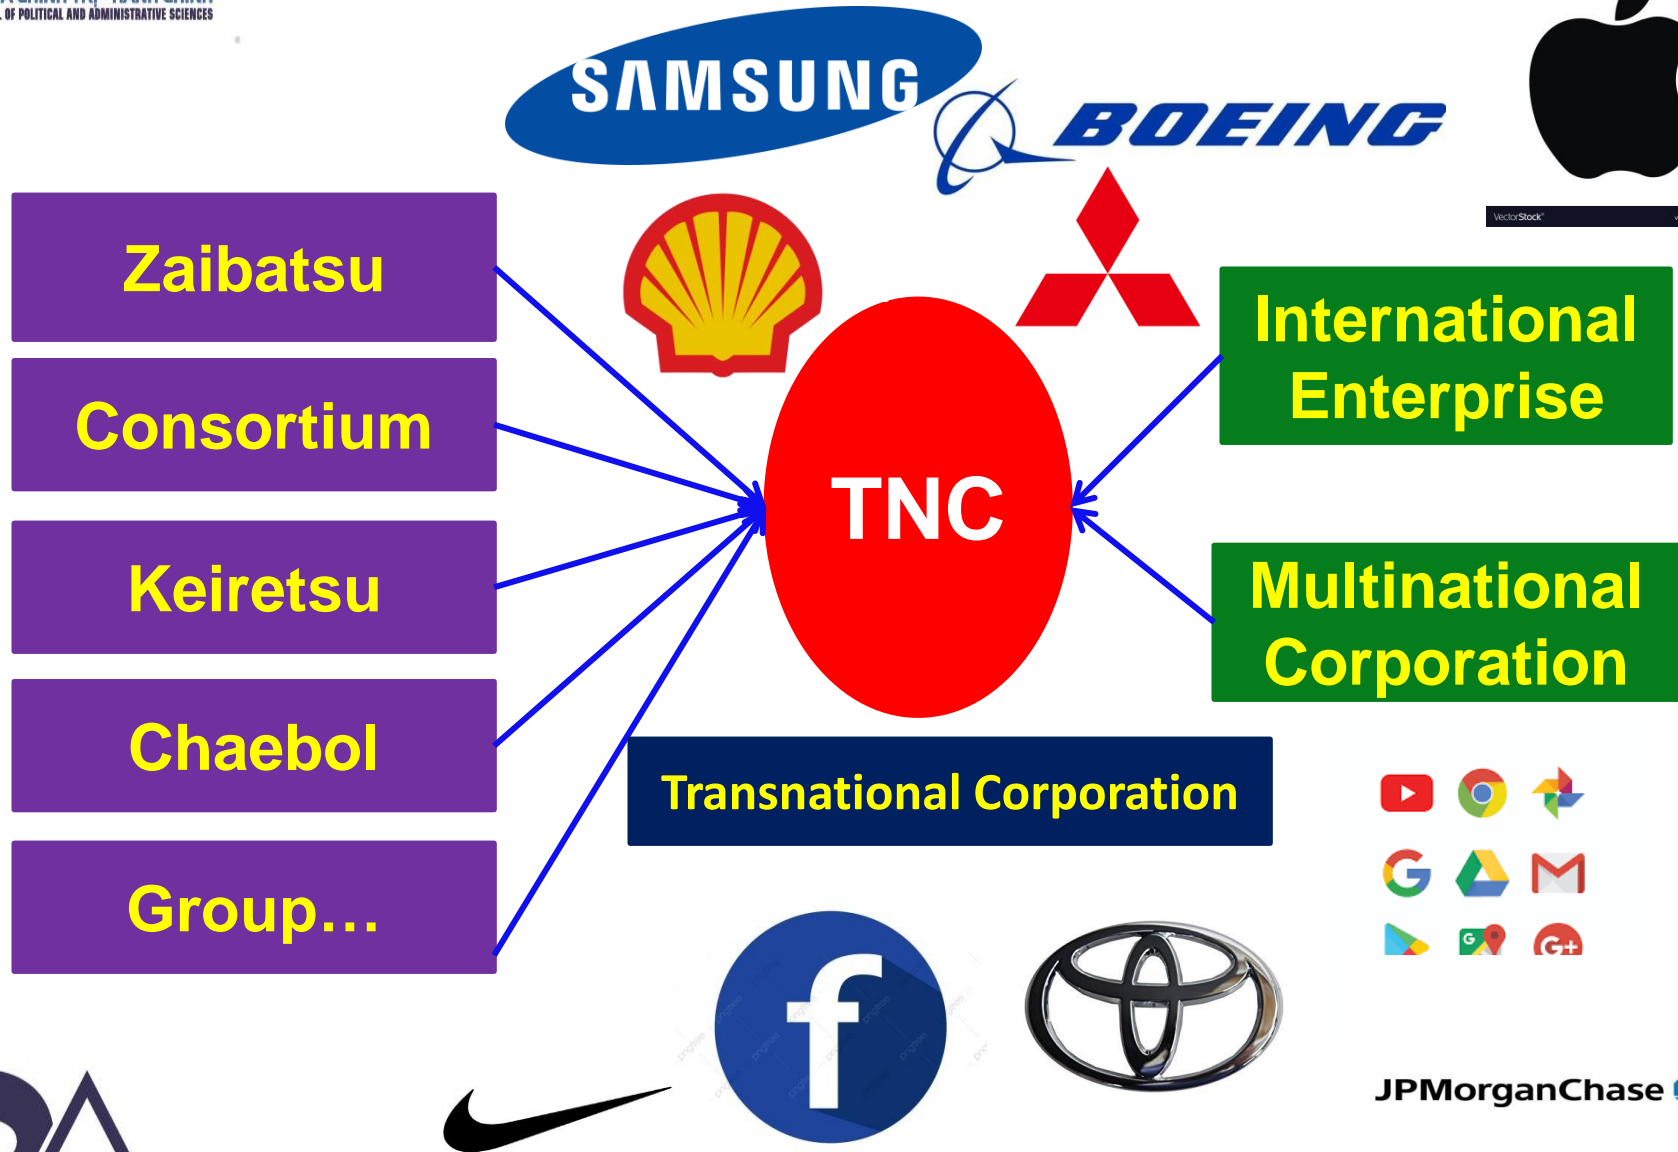 OF POLITICAL AND ADMINISTRATIVE SCIENCES
SAMSUNG
BOEING
VectorStock®
Zaibatsu
Consortium
Keiretsu
Chaebol
Group...
TNC
International
Enterprise
Multinational
Corporation
Transnational Corporation
G
G+
f
JPMorganChase